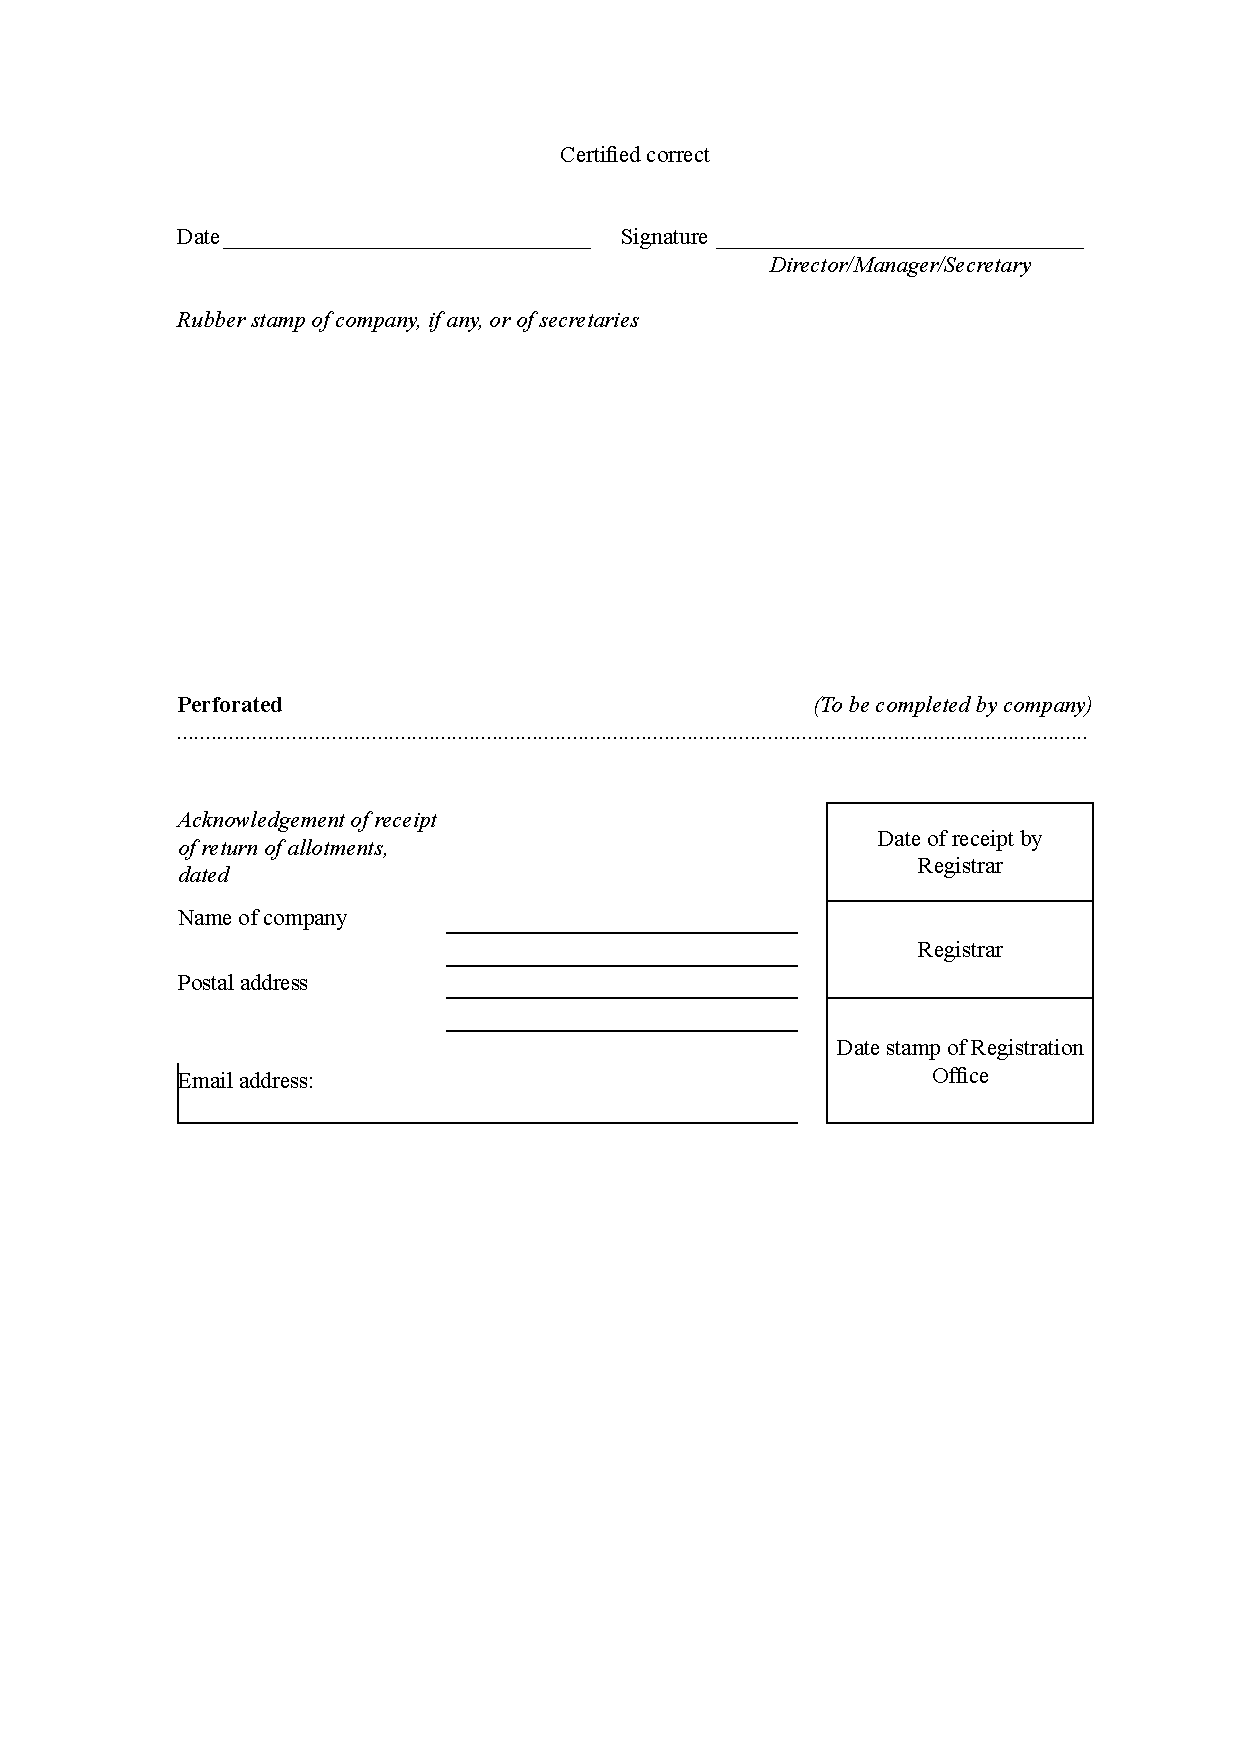 Certified correct
Date Signature
Director/Manager/Secretary
Rubber stamp of company, if any, or of secretaries
Perforated (To be completed by company)
Acknowledgement of receipt
of return of allotments,
dated
Name of company
Postal address
Email address:
Date of receipt by
Registrar
Registrar
Date stamp of Registration
Office